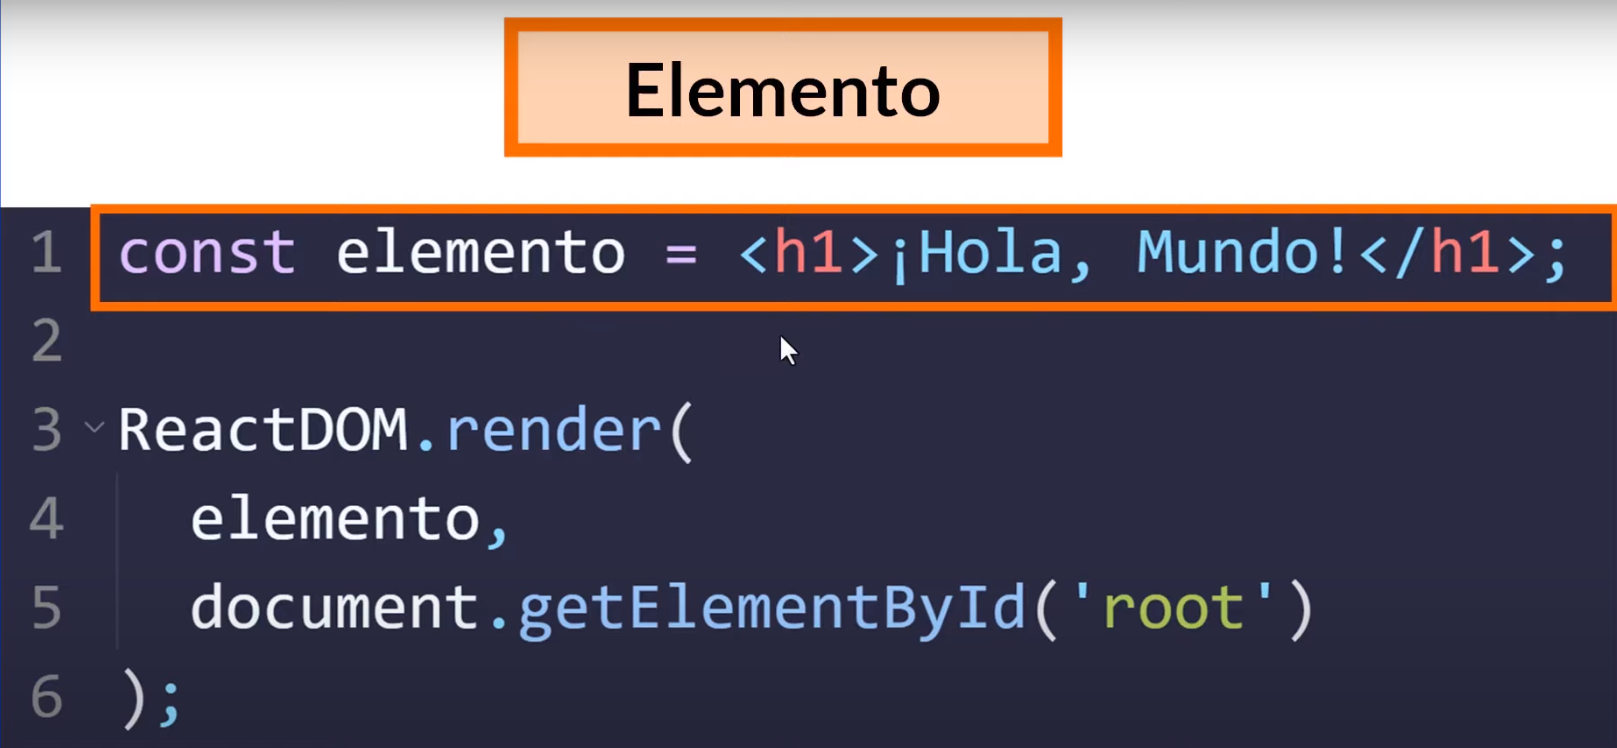 Elemento
1 const elemento = <h1>¡Hola, Mundo!</h1>;
2
3 ReactDOM.render(
4 elemento,
5 document.getElementById('root')
6 );